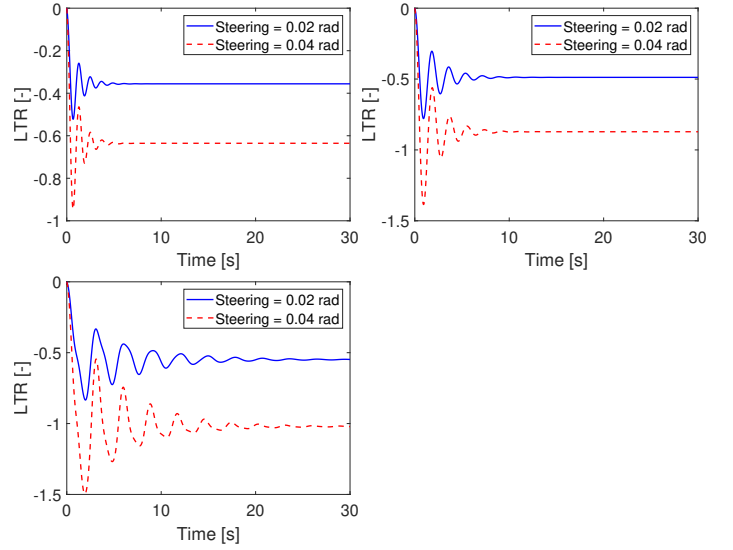 0
-0.2
-0.4
-0.6
-0.8
-1
LTR [-]
0
10
20
30
Time [s]
Steering = 0.02 rad
Steering = 0.04 rad
0
-0.5
-1
-1.5
LTR [-]
0
10
20
30
Time [s]
Steering = 0.02 rad
Steering = 0.04 rad
0
-0.5
-1
-1.5
LTR [-]
0
10
20
30
Time [s]
Steering = 0.02 rad
Steering = 0.04 rad